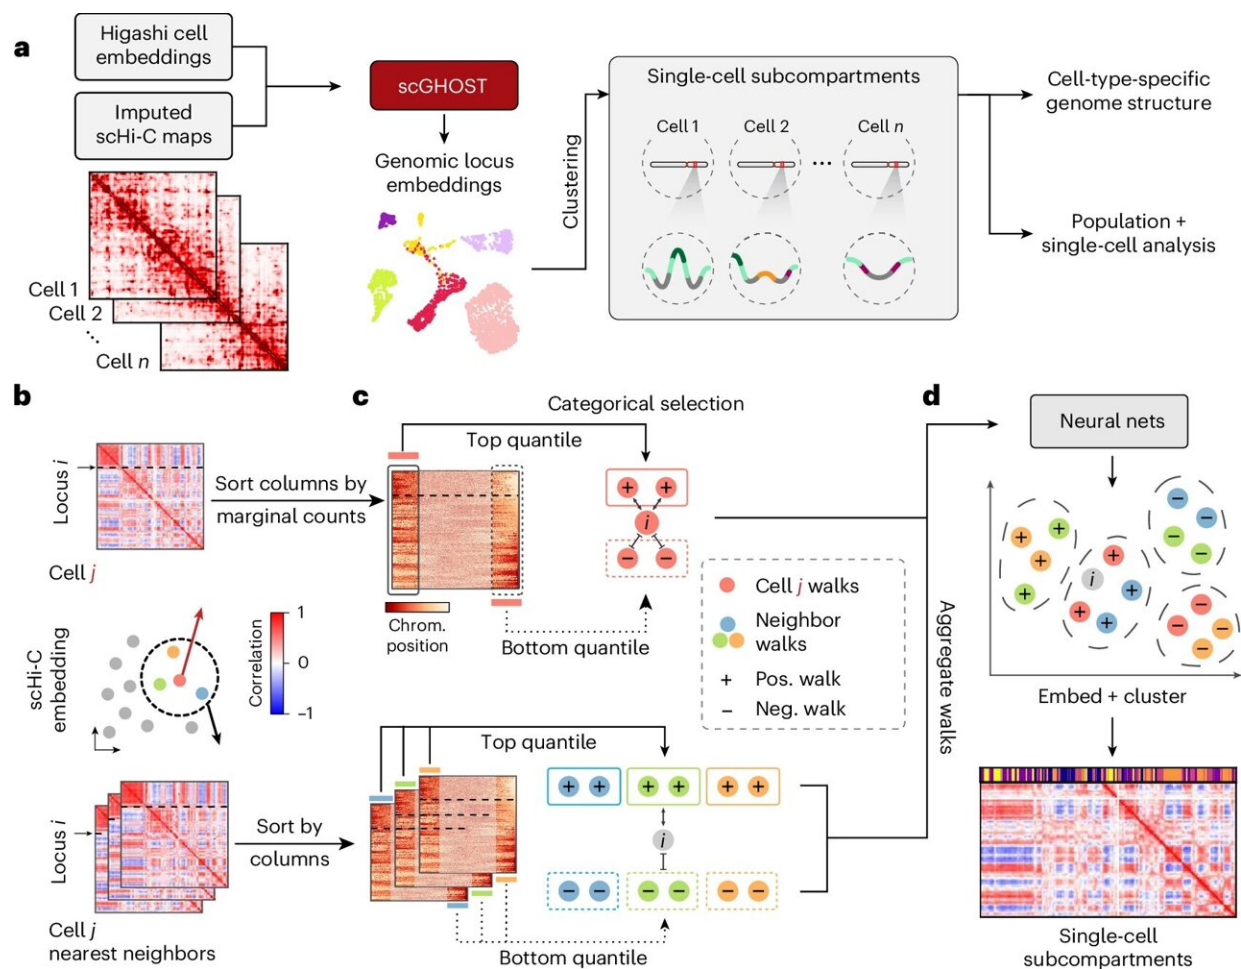 a
Higashi cell
embeddings
Imputed
scHi-C maps
Cell 1
Cell 2
Cell n
scGHOST
Genomic locus
embeddings
Clustering
Single-cell subcompartments
Cell 1
Cell 2
Cell n
Cell-type-specific
genome structure
Population +
single-cell analysis
b
Locus i
Cell j
Sort columns by
marginal counts
scHi-C
embedding
Correlation
1
0
−1
Locus i
Cell j
nearest neighbors
Sort by
columns
c
Categorical selection
Top quantile
+ +
i
− −
Chrom.
position
Bottom quantile
Cell j walks
Neighbor
walks
+ Pos. walk
− Neg. walk
Top quantile
+ + + + + +
i
− − − − − −
Bottom quantile
Aggregate walks
d
Neural nets
+ + + +
+ i + + +
− − − −
− − − −
Embed + cluster
Single-cell
subcompartments